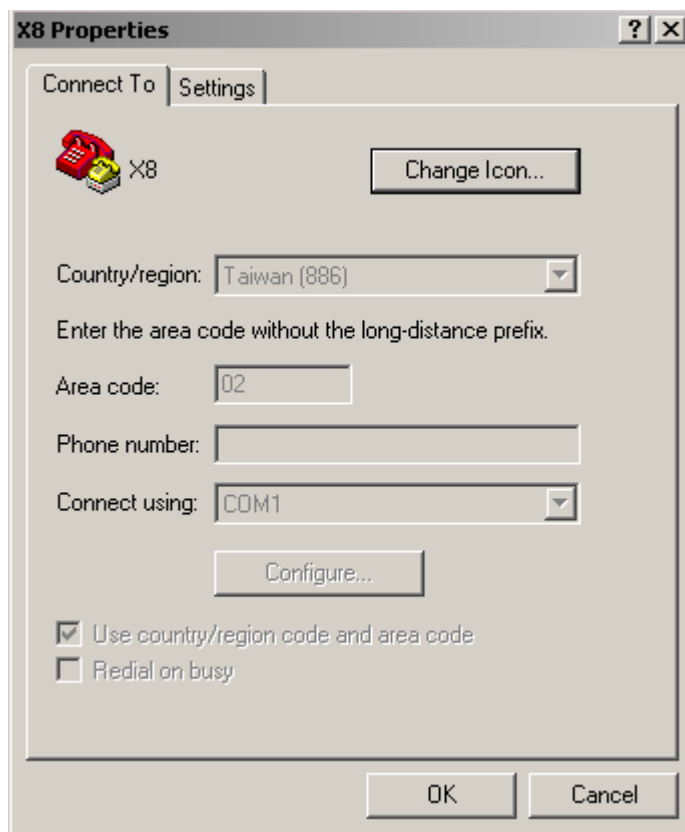 X8 Properties
Connect To Settings
X8 Change Icon...
Country/region: Taiwan (886)
Enter the area code without the long-distance prefix.
Area code: 02
Phone number:
Connect using: COM1
Configure...
Use country/region code and area code
Redial on busy
OK Cancel